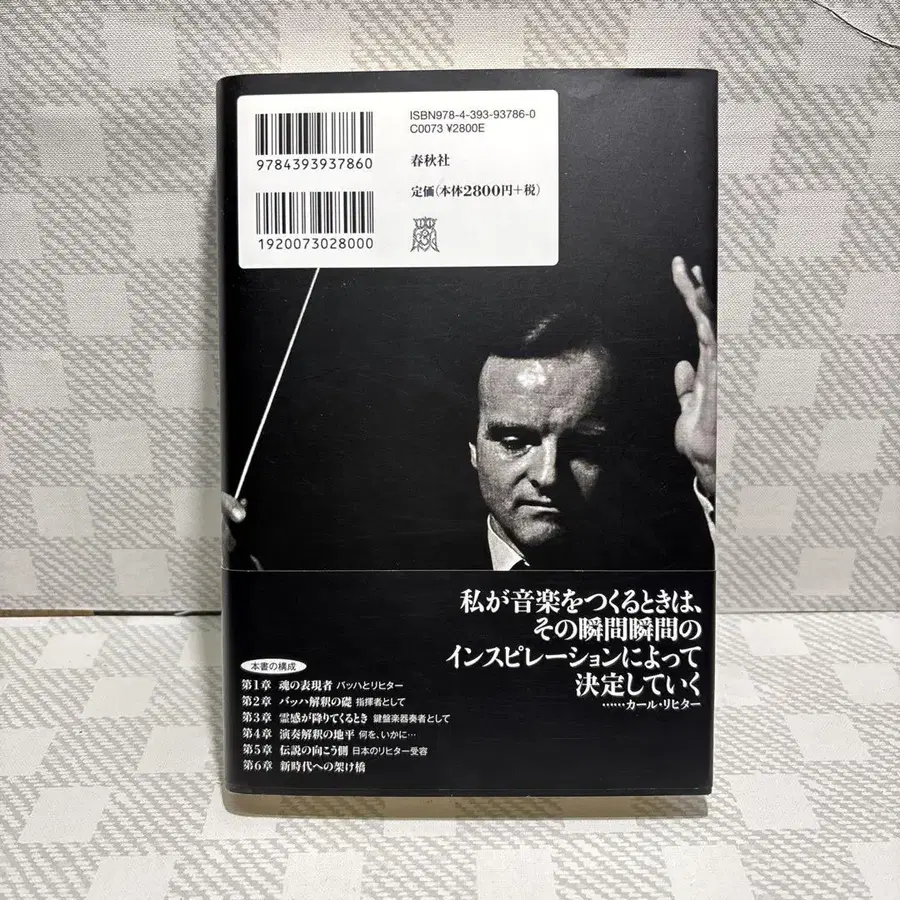 ISBN978-4-393-93786-0
C0073 ¥2800E
9784393937860
春秋社
定価(本体2800円+税)
1920073028000
私が音楽をつくるときは、
その瞬間瞬間の
インスピレーションによって
決定していく
……カール・リヒター
本書の構成
第1章 魂の表現者 バッハとリヒター
第2章 バッハ解釈の礎 指揮者として
第3章 霊感が降りてくるとき 鍵盤楽器奏者として
第4章 演奏解釈の地平 何を、いかに…
第5章 伝説の向こう側 日本のリヒター受容
第6章 新時代への架け橋